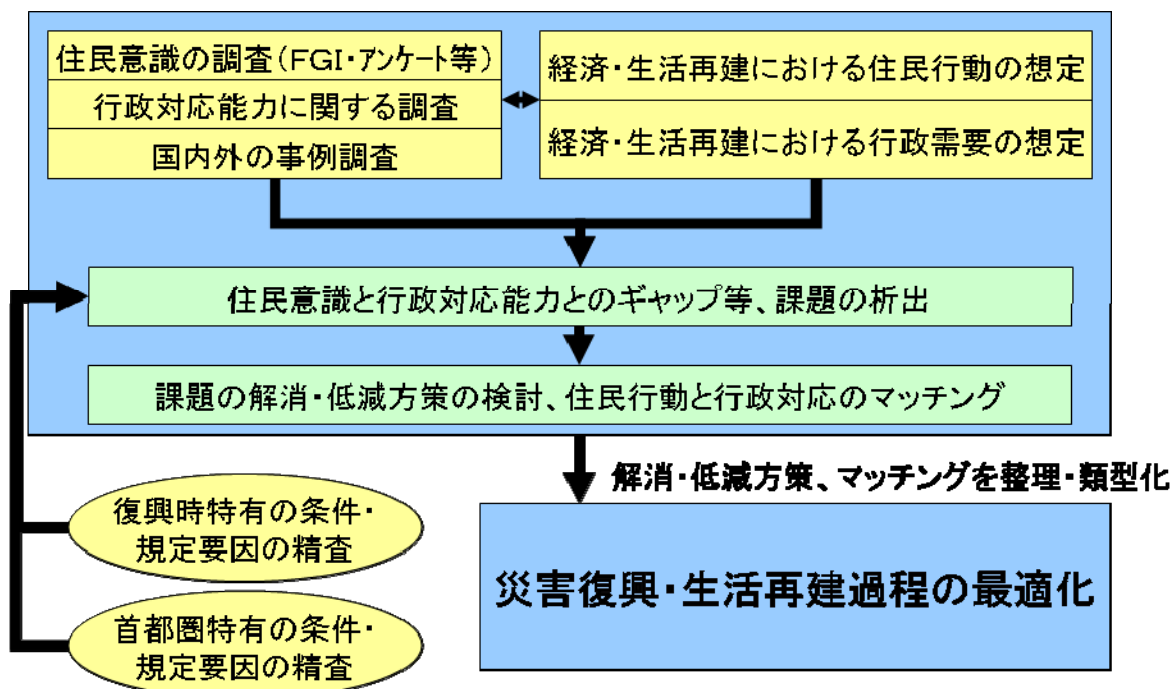 住民意識の調査(FGI・アンケート等)
行政対応能力に関する調査
国内外の事例調査
経済・生活再建における住民行動の想定
経済・生活再建における行政需要の想定
住民意識と行政対応能力とのギャップ等、課題の析出
課題の解消・低減方策の検討、住民行動と行政対応のマッチング
解消・低減方策、マッチングを整理・類型化
復興時特有の条件・
規定要因の精査
首都圏特有の条件・
規定要因の精査
災害復興・生活再建過程の最適化